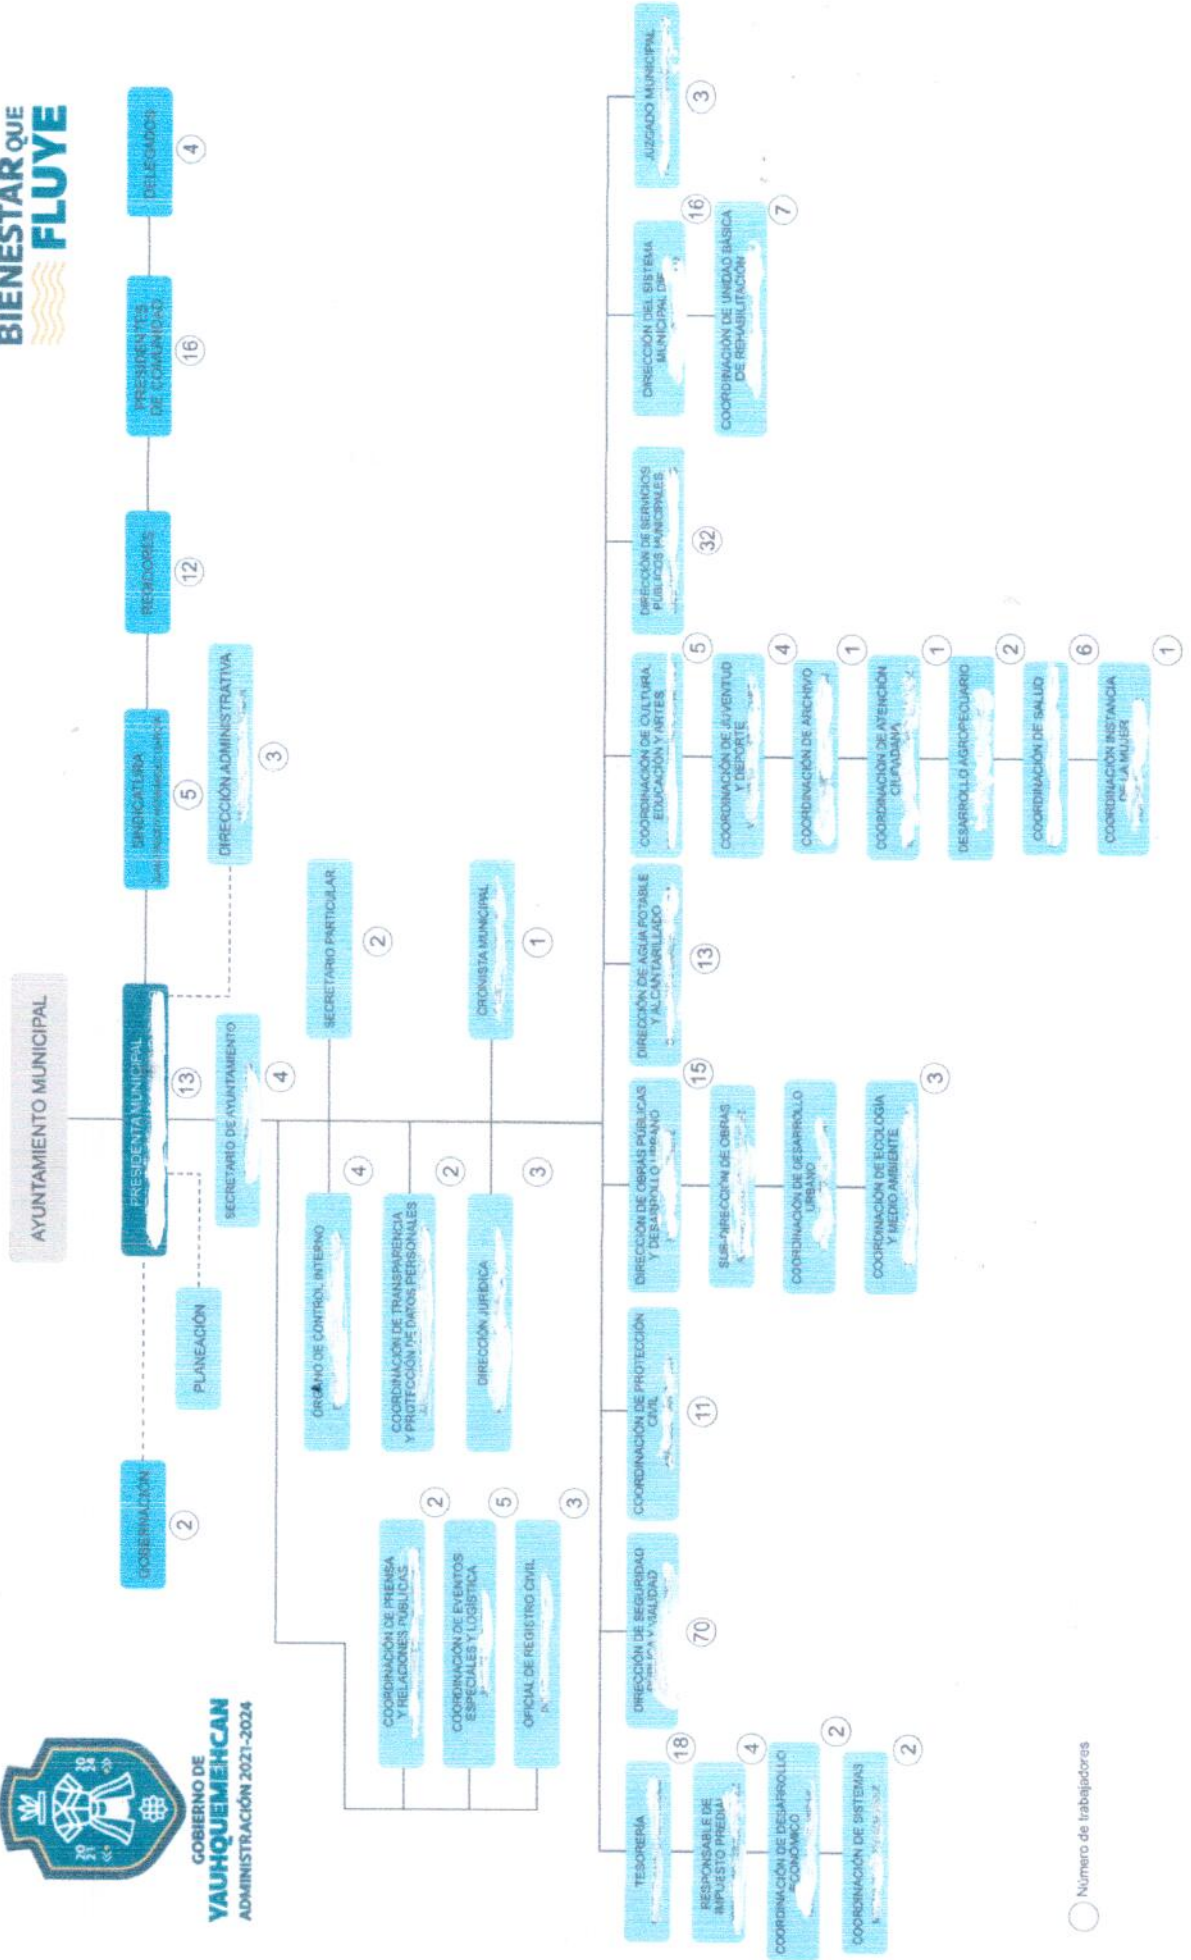 BIENESTAR QUE
FLUYE
20 21
20 24
GOBIERNO DE
YAUHQUEMEHCAN
ADMINISTRACIÓN 2021-2024
AYUNTAMIENTO MUNICIPAL
GOBERNACIÓN
2
PRESIDENTA MUNICIPAL
13
SINDICATURA
5
REGIDORES
12
PRESIDENTES
DE COMUNIDAD
16
DELEGADOS
4
PLANEACIÓN
DIRECCIÓN ADMINISTRATIVA
3
SECRETARIO DE AYUNTAMIENTO
4
SECRETARIO PARTICULAR
2
ÓRGANO DE CONTROL INTERNO
4
COORDINACIÓN DE TRANSPARENCIA
Y PROTECCIÓN DE DATOS PERSONALES
2
DIRECCIÓN JURÍDICA
3
CRONISTA MUNICIPAL
1
COORDINACIÓN DE PRENSA
Y RELACIONES PÚBLICAS
2
COORDINACIÓN DE EVENTOS
ESPECIALES Y LOGÍSTICA
5
OFICIAL DE REGISTRO CIVIL
3
TESORERÍA
18
RESPONSABLE DE
IMPUESTO PREDIAL
4
COORDINACIÓN DE DESARROLLO
ECONÓMICO
2
COORDINACIÓN DE SISTEMAS
2
DIRECCIÓN DE SEGURIDAD
PÚBLICA Y VIALIDAD
70
COORDINACIÓN DE PROTECCIÓN
CIVIL
11
DIRECCIÓN DE OBRAS PÚBLICAS
Y DESARROLLO URBANO
15
SUB-DIRECCIÓN DE OBRAS
COORDINACIÓN DE DESARROLLO
URBANO
COORDINACIÓN DE ECOLOGÍA
Y MEDIO AMBIENTE
3
DIRECCIÓN DE AGUA POTABLE
Y ALCANTARILLADO
13
COORDINACIÓN DE CULTURA,
EDUCACIÓN Y ARTES
5
COORDINACIÓN DE JUVENTUD
Y DEPORTE
4
COORDINACIÓN DE ARCHIVO
1
COORDINACIÓN DE ATENCIÓN
CIUDADANA
1
DESARROLLO AGROPECUARIO
2
COORDINACIÓN DE SALUD
6
COORDINACIÓN INSTANCIA
DE LA MUJER
1
DIRECCIÓN DE SERVICIOS
PÚBLICOS MUNICIPALES
32
DIRECCIÓN DEL SISTEMA
MUNICIPAL DIF
16
COORDINACIÓN DE UNIDAD BÁSICA
DE REHABILITACIÓN
7
JUZGADO MUNICIPAL
3
Número de trabajadores